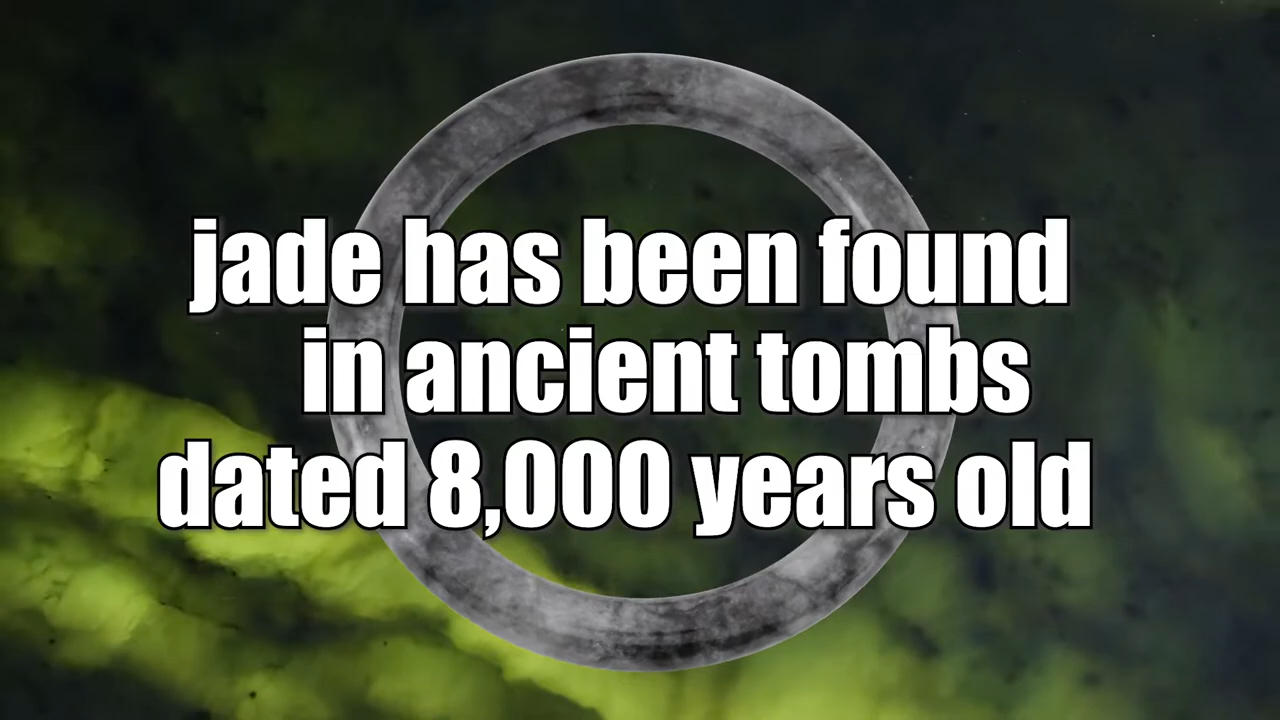 jade has been found
in ancient tombs
dated 8,000 years old